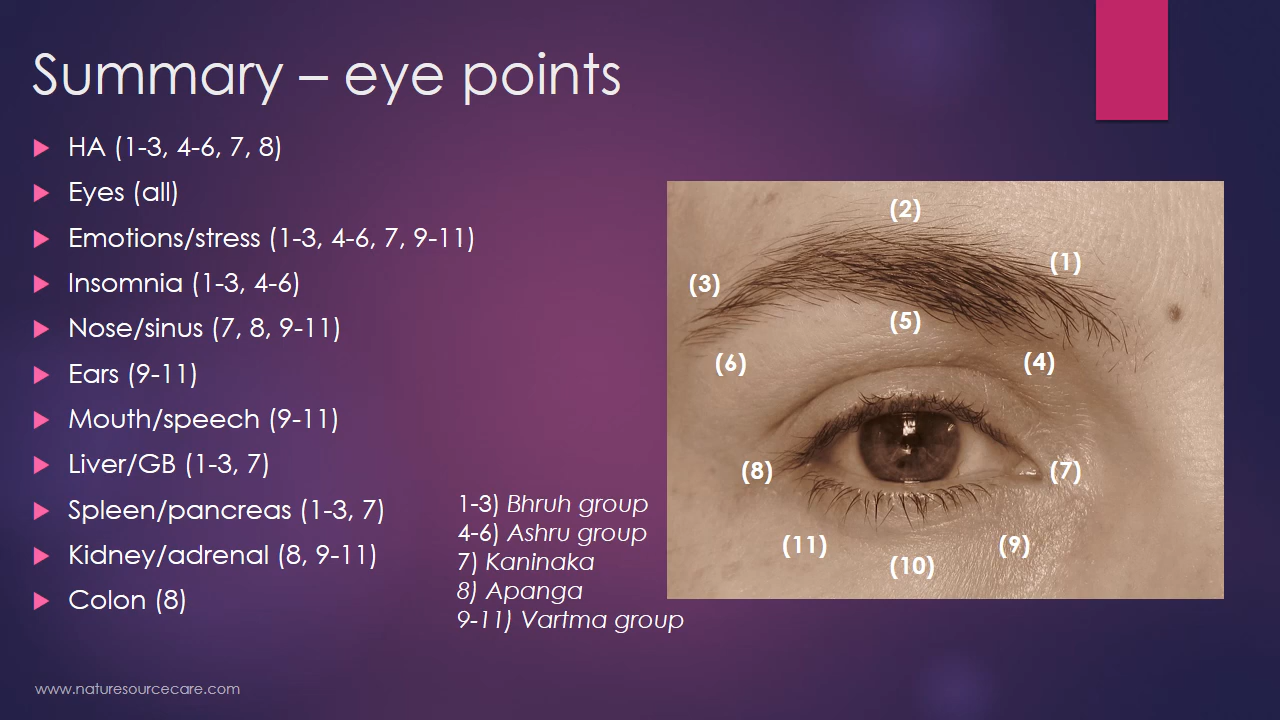 Summary – eye points
HA (1-3, 4-6, 7, 8)
Eyes (all)
Emotions/stress (1-3, 4-6, 7, 9-11)
Insomnia (1-3, 4-6)
Nose/sinus (7, 8, 9-11)
Ears (9-11)
Mouth/speech (9-11)
Liver/GB (1-3, 7)
Spleen/pancreas (1-3, 7)
Kidney/adrenal (8, 9-11)
Colon (8)
1-3) Bhruh group
4-6) Ashru group
7) Kaninaka
8) Apanga
9-11) Vartma group
(2)
(1)
(3)
(5)
(6)
(4)
(8)
(7)
(11)
(9)
(10)
www.naturesourcecare.com